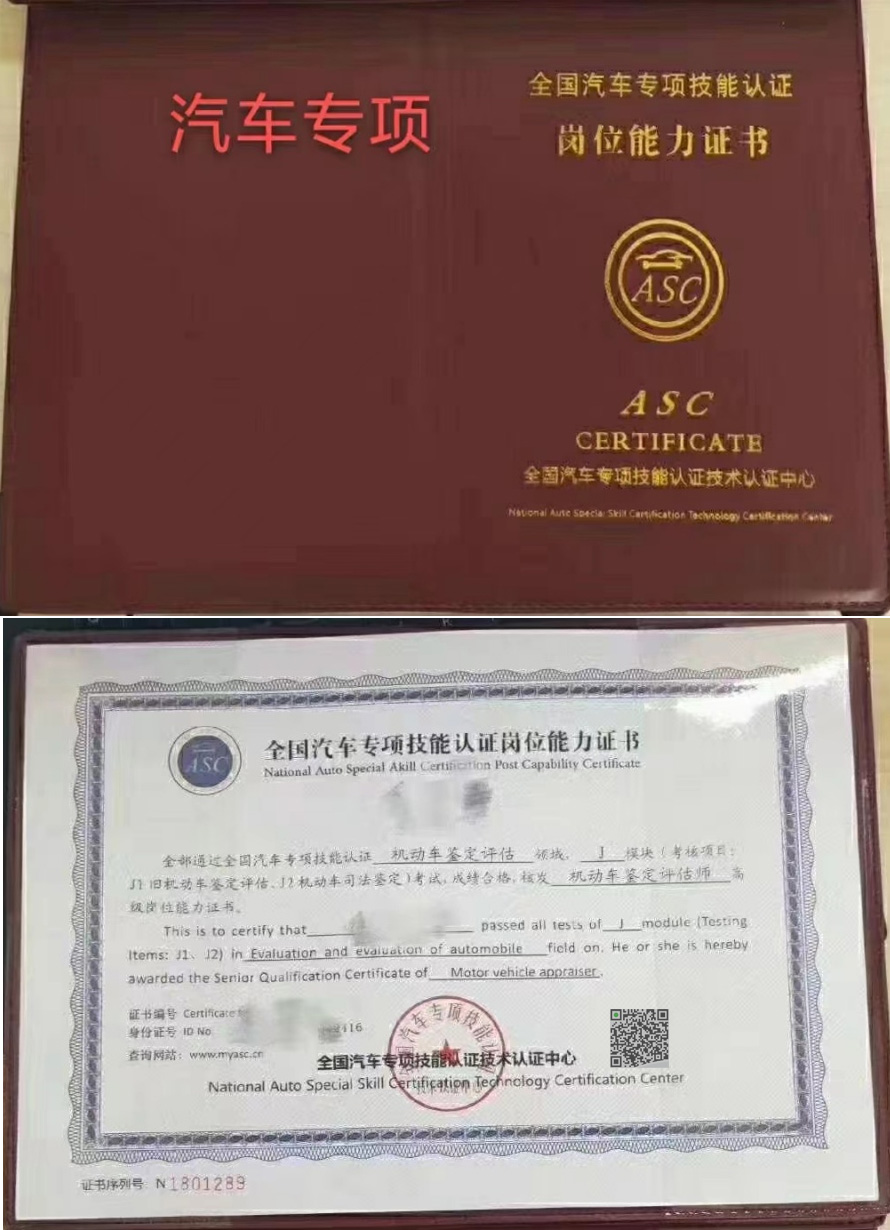 汽车专项
全国汽车专项技能认证
岗位能力证书
ASC
ASC
CERTIFICATE
全国汽车专项技能认证技术认证中心
National Auto Special Skill Certification Technology Certification Center
ASC
全国汽车专项技能认证岗位能力证书
National Auto Special Akill Certification Post Capability Certificate
全部通过全国汽车专项技能认证 机动车鉴定评估 领域, J 模块(考核项目:
J1旧机动车鉴定评估、J2机动车司法鉴定)考试,成绩合格,核发 机动车鉴定评估师 高
级岗位能力证书。
This is to certify that passed all tests of J module (Testing
Items: J1、J2) in Evaluation and evaluation of automobile field on. He or she is hereby
awarded the Senior Qualification Certificate of Motor vehicle appraiser.
证书编号 Certificate
身份证号 ID No 2416
查询网站: www.myasc.cn
全国汽车专项技能认证技术认证中心
National Auto Special Skill Certification Technology Certification Center
证书序列号 N1801289